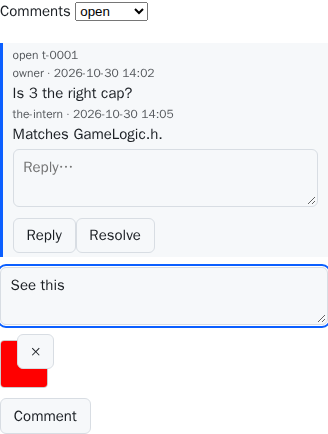 Comments open
open t-0001
owner · 2026-10-30 14:02
Is 3 the right cap?
the-intern · 2026-10-30 14:05
Matches GameLogic.h.
Reply⋯
Reply Resolve
See this
×
Comment